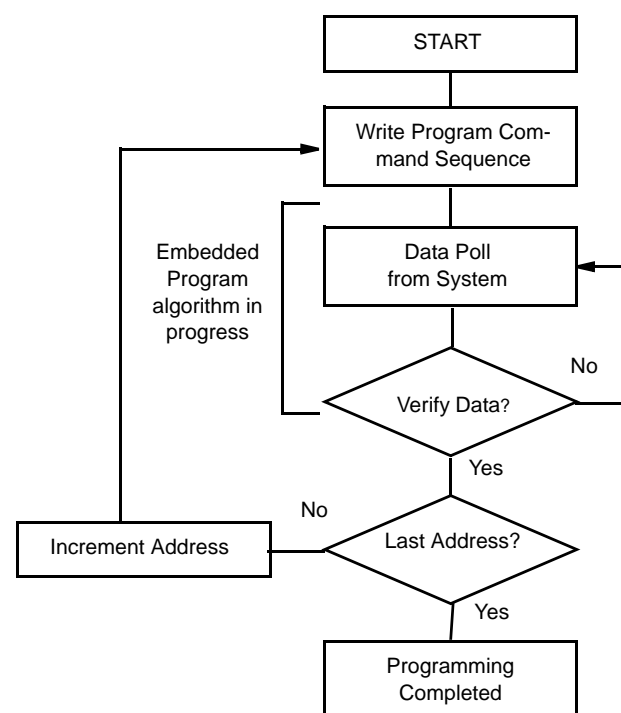 START
Write Program Com-
mand Sequence
Data Poll
from System
Embedded
Program
algorithm in
progress
Verify Data?
No
Yes
No
Increment Address
Last Address?
Yes
Programming
Completed